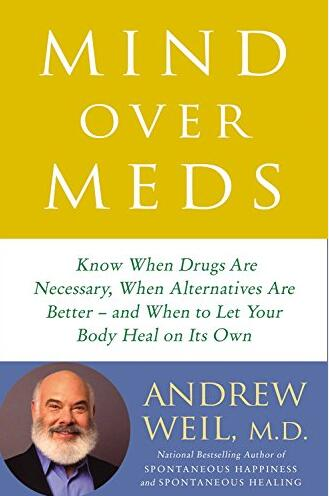 MIND
OVER
MEDS
Know When Drugs Are
Necessary, When Alternatives Are
Better – and When to Let Your
Body Heal on Its Own
ANDREW
WEIL, M.D.
National Bestselling Author of
SPONTANEOUS HAPPINESS
and SPONTANEOUS HEALING